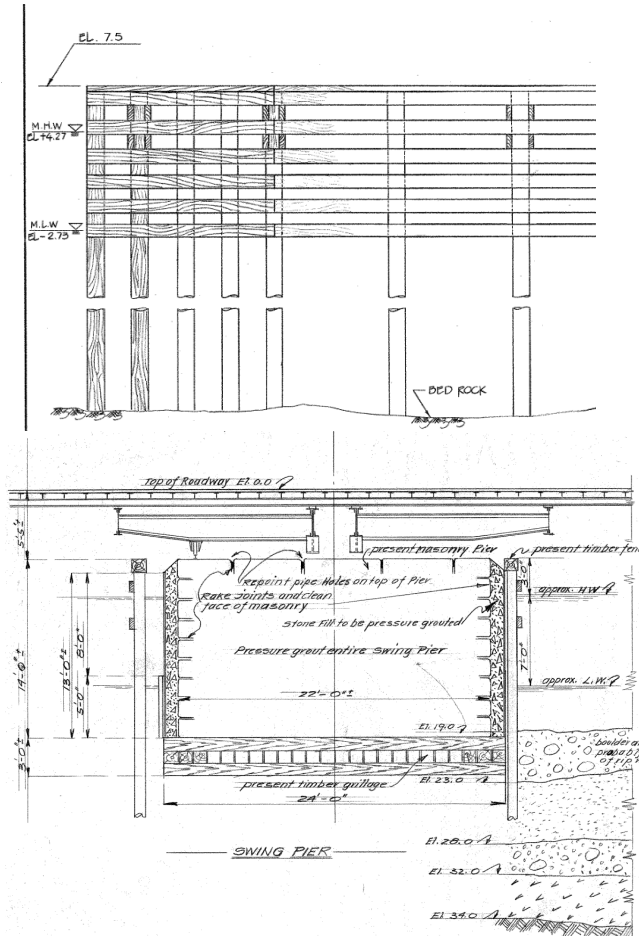 EL. 7.5
M.H.W
EL+4.27
M.L.W
EL-2.73
BED ROCK
Top of Roadway El. 0.0
5'-5"±
present masonry Pier
present timber
3'-0"
Repoint pipe Holes on top of Pier
Rake Joints and clean
face of masonry
approx. HW
Stone Fill to be pressure grouted
14'-0"±
13'-0"±
8'-0"
Pressure grout entire Swing Pier
7'-0"
approx. L.W.
22'-0"±
5'-0"
El. 19.0
3'-0"±
present timber grillage
El. 23.0
24'-0"
SWING PIER
El. 28.0
El. 32.0
El. 34.0